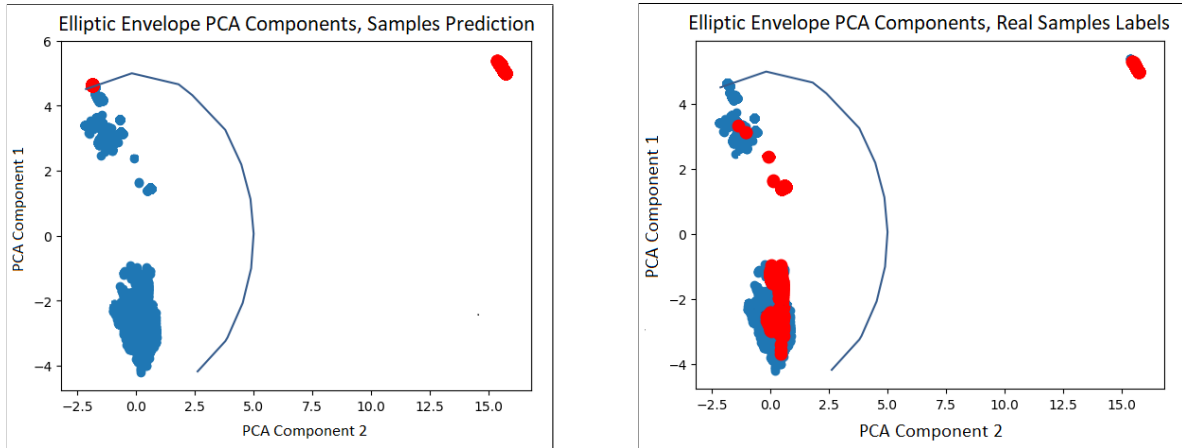 Elliptic Envelope PCA Components, Samples Prediction
6
4
2
0
−2
−4
PCA Component 1
−2.5 0.0 2.5 5.0 7.5 10.0 12.5 15.0
PCA Component 2
Elliptic Envelope PCA Components, Real Samples Labels
4
2
0
−2
−4
PCA Component 1
−2.5 0.0 2.5 5.0 7.5 10.0 12.5 15.0
PCA Component 2